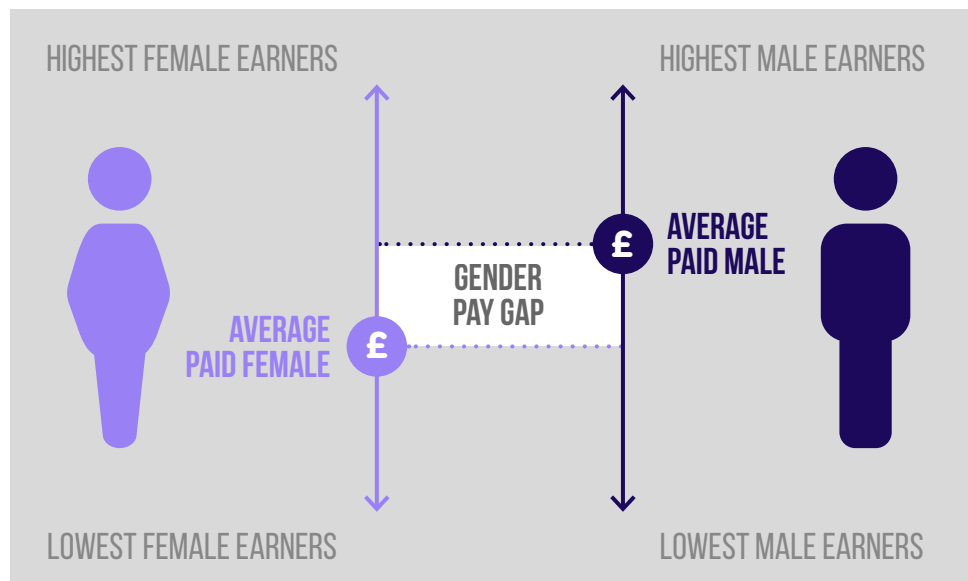 HIGHEST FEMALE EARNERS
HIGHEST MALE EARNERS
AVERAGE
PAID MALE
£
GENDER
PAY GAP
AVERAGE
PAID FEMALE
£
LOWEST FEMALE EARNERS
LOWEST MALE EARNERS